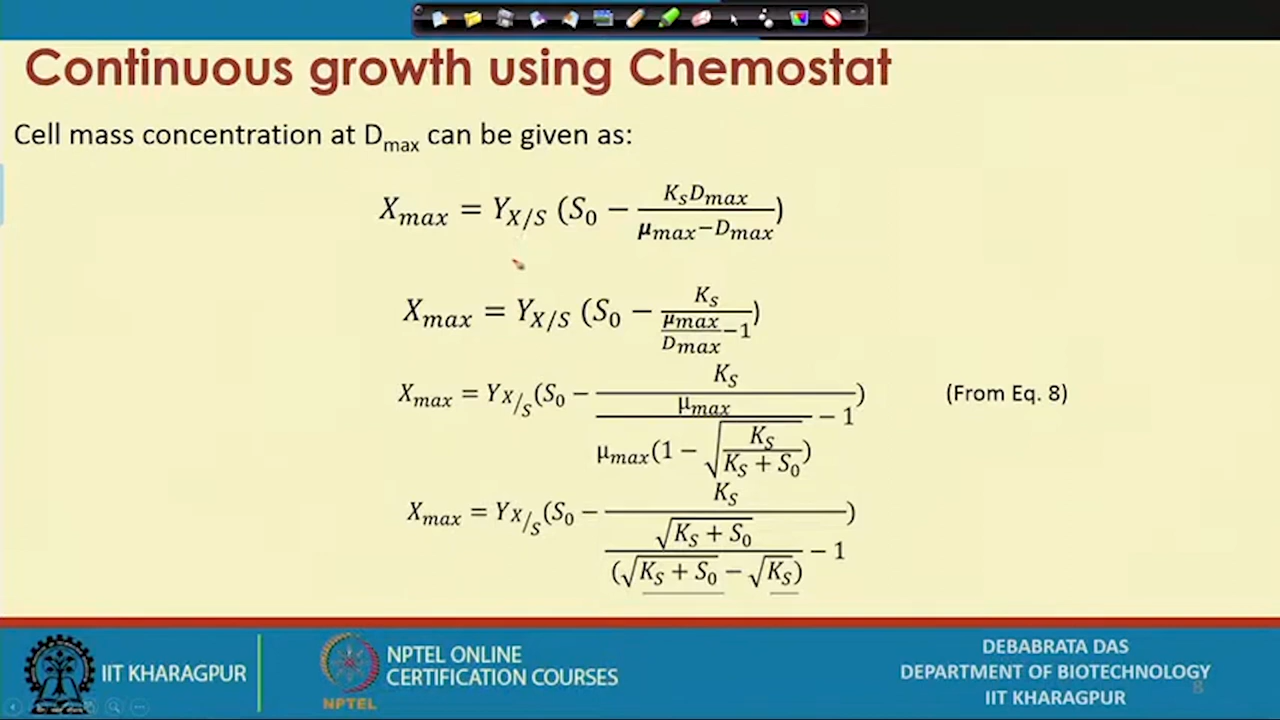 Continuous growth using Chemostat
Cell mass concentration at D_max can be given as:
X_max = Y_X/S (S_0 − K_s D_max / (μ_max − D_max))
X_max = Y_X/S (S_0 − K_s / (μ_max / D_max − 1))
X_max = Y_X/S (S_0 − K_S / (μ_max / (μ_max (1 − √(K_S / (K_S + S_0)))) − 1)) (From Eq. 8)
X_max = Y_X/S (S_0 − K_S / (√(K_S + S_0) / (√(K_S + S_0) − √(K_S)) − 1))
IIT KHARAGPUR
NPTEL
NPTEL ONLINE
CERTIFICATION COURSES
DEBABRATA DAS
DEPARTMENT OF BIOTECHNOLOGY
IIT KHARAGPUR
8